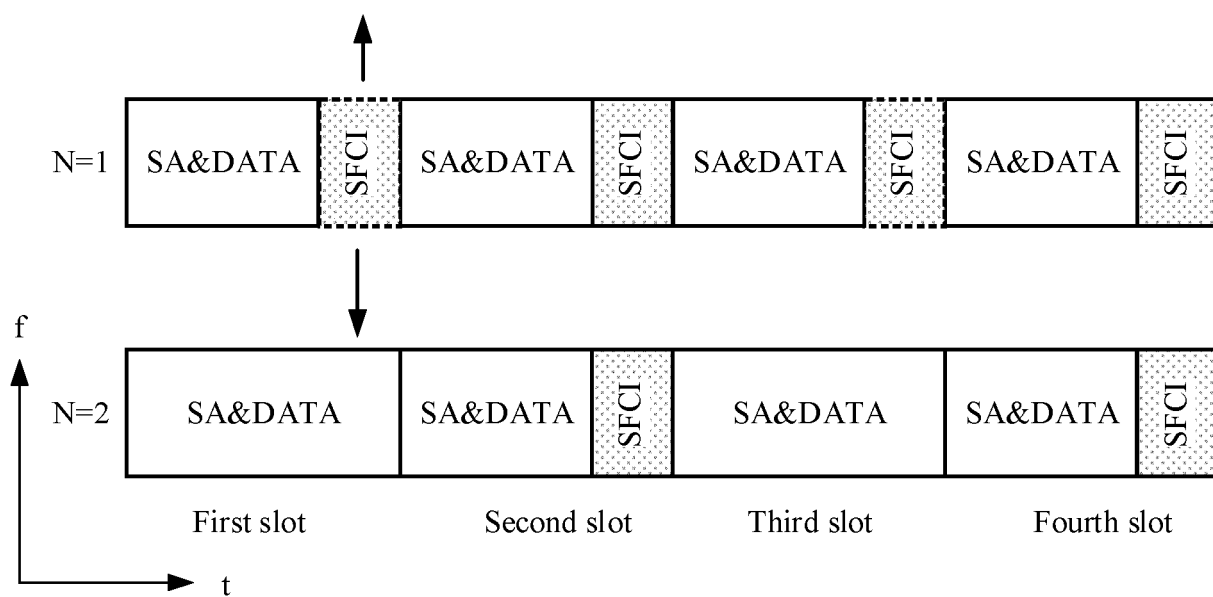 N=1 SA&DATA SFCI SA&DATA SFCI SA&DATA SFCI SA&DATA SFCI
f
N=2 SA&DATA SA&DATA SFCI SA&DATA SA&DATA SFCI
First slot Second slot Third slot Fourth slot
t